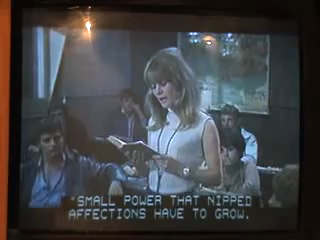 "SMALL POWER THAT NIPPED
AFFECTIONS HAVE TO GROW.